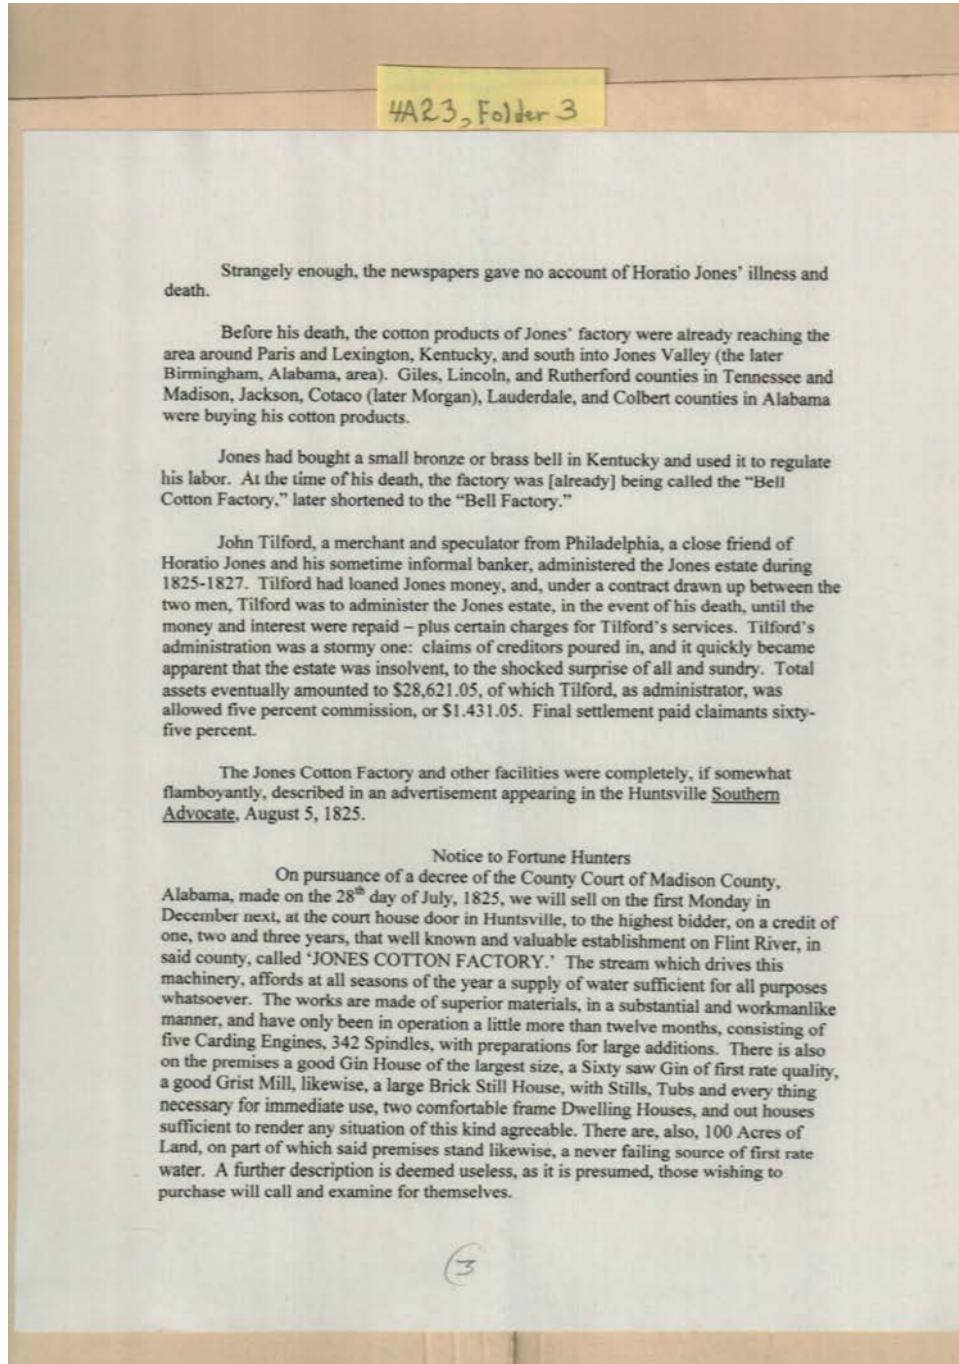 4A23, Folder 3
Strangely enough, the newspapers gave no account of Horatio Jones' illness and
death.
Before his death, the cotton products of Jones' factory were already reaching the
area around Paris and Lexington, Kentucky, and south into Jones Valley (the later
Birmingham, Alabama, area).  Giles, Lincoln, and Rutherford counties in Tennessee and
Madison, Jackson, Cotaco (later Morgan), Lauderdale, and Colbert counties in Alabama
were buying his cotton products.
Jones had bought a small bronze or brass bell in Kentucky and used it to regulate
his labor.  At the time of his death, the factory was [already] being called the "Bell
Cotton Factory," later shortened to the "Bell Factory."
John Tilford, a merchant and speculator from Philadelphia, a close friend of
Horatio Jones and his sometime informal banker, administered the Jones estate during
1825-1827.  Tilford had loaned Jones money, and, under a contract drawn up between the
two men, Tilford was to administer the Jones estate, in the event of his death, until the
money and interest were repaid – plus certain charges for Tilford's services.  Tilford's
administration was a stormy one:  claims of creditors poured in, and it quickly became
apparent that the estate was insolvent, to the shocked surprise of all and sundry.  Total
assets eventually amounted to $28,621.05, of which Tilford, as administrator, was
allowed five percent commission, or $1.431.05.  Final settlement paid claimants sixty-
five percent.
The Jones Cotton Factory and other facilities were completely, if somewhat
flamboyantly, described in an advertisement appearing in the Huntsville Southern
Advocate, August 5, 1825.
Notice to Fortune Hunters
On pursuance of a decree of the County Court of Madison County,
Alabama, made on the 28th day of July, 1825, we will sell on the first Monday in
December next, at the court house door in Huntsville, to the highest bidder, on a credit of
one, two and three years, that well known and valuable establishment on Flint River, in
said county, called 'JONES COTTON FACTORY.'  The stream which drives this
machinery, affords at all seasons of the year a supply of water sufficient for all purposes
whatsoever.  The works are made of superior materials, in a substantial and workmanlike
manner, and have only been in operation a little more than twelve months, consisting of
five Carding Engines, 342 Spindles, with preparations for large additions.  There is also
on the premises a good Gin House of the largest size, a Sixty saw Gin of first rate quality,
a good Grist Mill, likewise, a large Brick Still House, with Stills, Tubs and every thing
necessary for immediate use, two comfortable frame Dwelling Houses, and out houses
sufficient to render any situation of this kind agreeable. There are, also, 100 Acres of
Land, on part of which said premises stand likewise, a never failing source of first rate
water.  A further description is deemed useless, as it is presumed, those wishing to
purchase will call and examine for themselves.
3